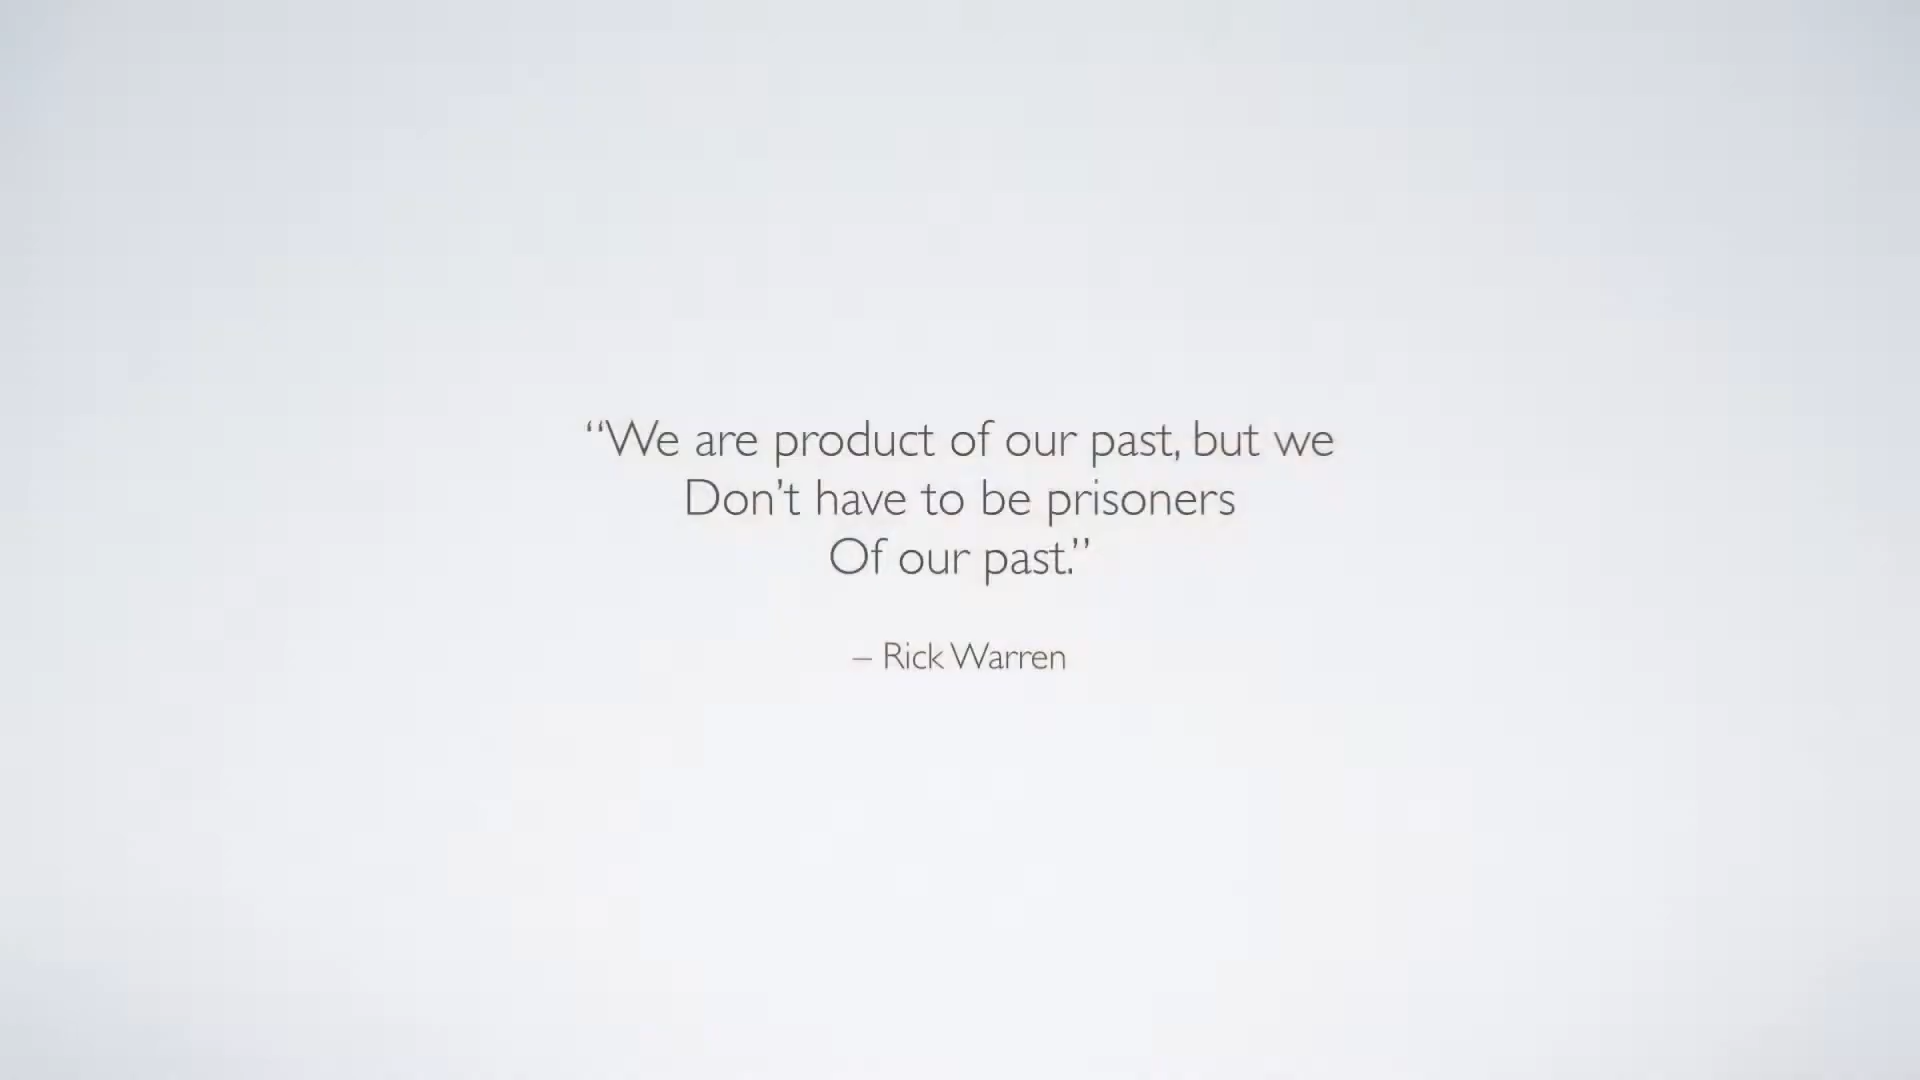 “We are product of our past, but we
Don’t have to be prisoners
Of our past.”
– Rick Warren